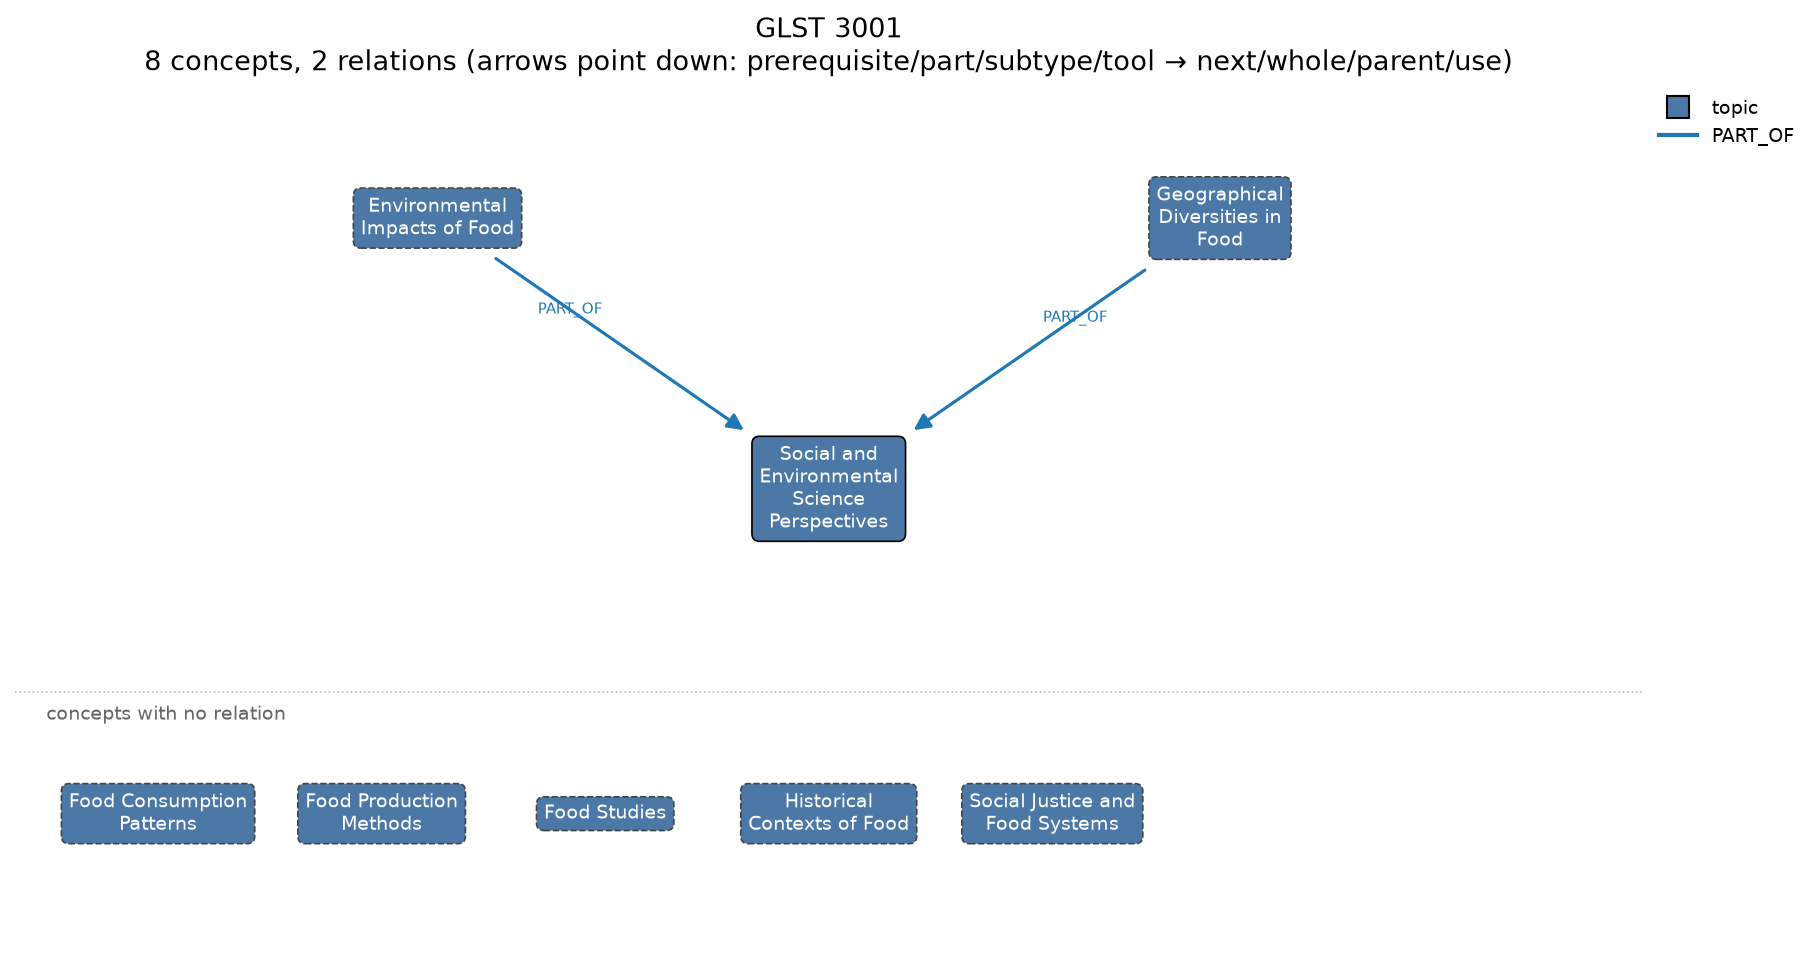 GLST 3001
8 concepts, 2 relations (arrows point down: prerequisite/part/subtype/tool → next/whole/parent/use)
topic
PART_OF
Environmental
Impacts of Food
Geographical
Diversities in
Food
PART_OF
PART_OF
Social and
Environmental
Science
Perspectives
concepts with no relation
Food Consumption
Patterns
Food Production
Methods
Food Studies
Historical
Contexts of Food
Social Justice and
Food Systems